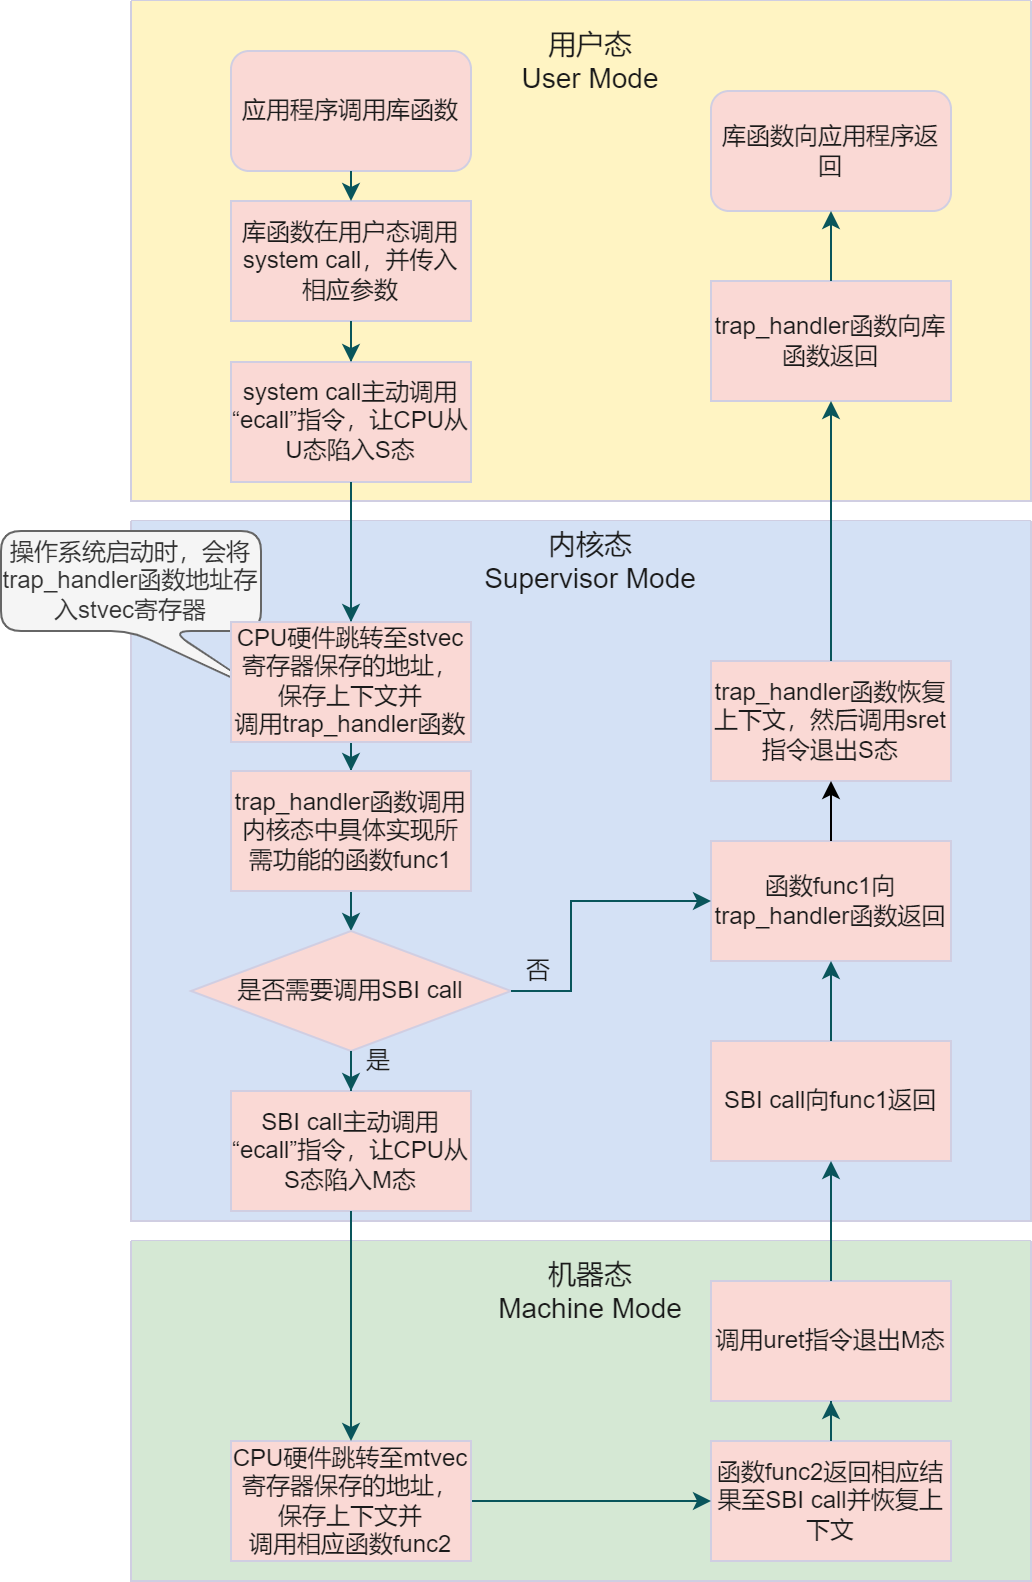 用户态
User Mode
应用程序调用库函数
库函数在用户态调用
system call，并传入
相应参数
system call主动调用
“ecall”指令，让CPU从
U态陷入S态
库函数向应用程序返
回
trap_handler函数向库
函数返回
内核态
Supervisor Mode
操作系统启动时，会将
trap_handler函数地址存
入stvec寄存器
CPU硬件跳转至stvec
寄存器保存的地址，
保存上下文并
调用trap_handler函数
trap_handler函数调用
内核态中具体实现所
需功能的函数func1
是否需要调用SBI call
否
是
SBI call主动调用
“ecall”指令，让CPU从
S态陷入M态
trap_handler函数恢复
上下文，然后调用sret
指令退出S态
函数func1向
trap_handler函数返回
SBI call向func1返回
机器态
Machine Mode
CPU硬件跳转至mtvec
寄存器保存的地址，
保存上下文并
调用相应函数func2
调用uret指令退出M态
函数func2返回相应结
果至SBI call并恢复上
下文